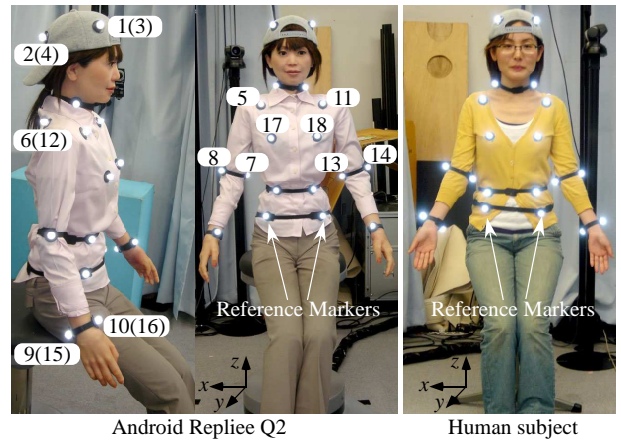 1(3)
2(4)
5
11
6(12)
17
18
8
7
13
14
Reference Markers
Reference Markers
10(16)
9(15)
z
x
y
z
x
y
Android Repliee Q2
Human subject